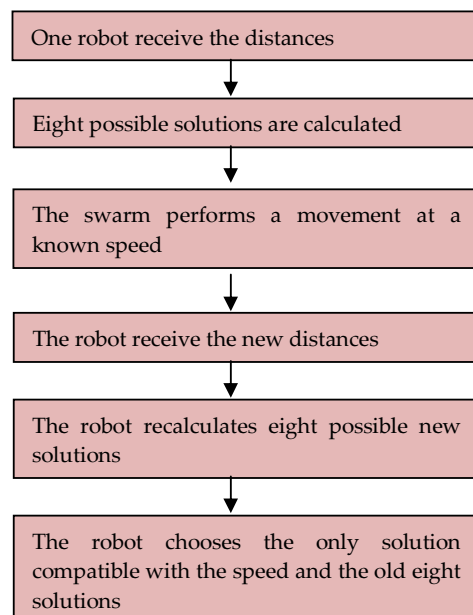 One robot receive the distances
Eight possible solutions are calculated
The swarm performs a movement at a
known speed
The robot receive the new distances
The robot recalculates eight possible new
solutions
The robot chooses the only solution
compatible with the speed and the old eight
solutions